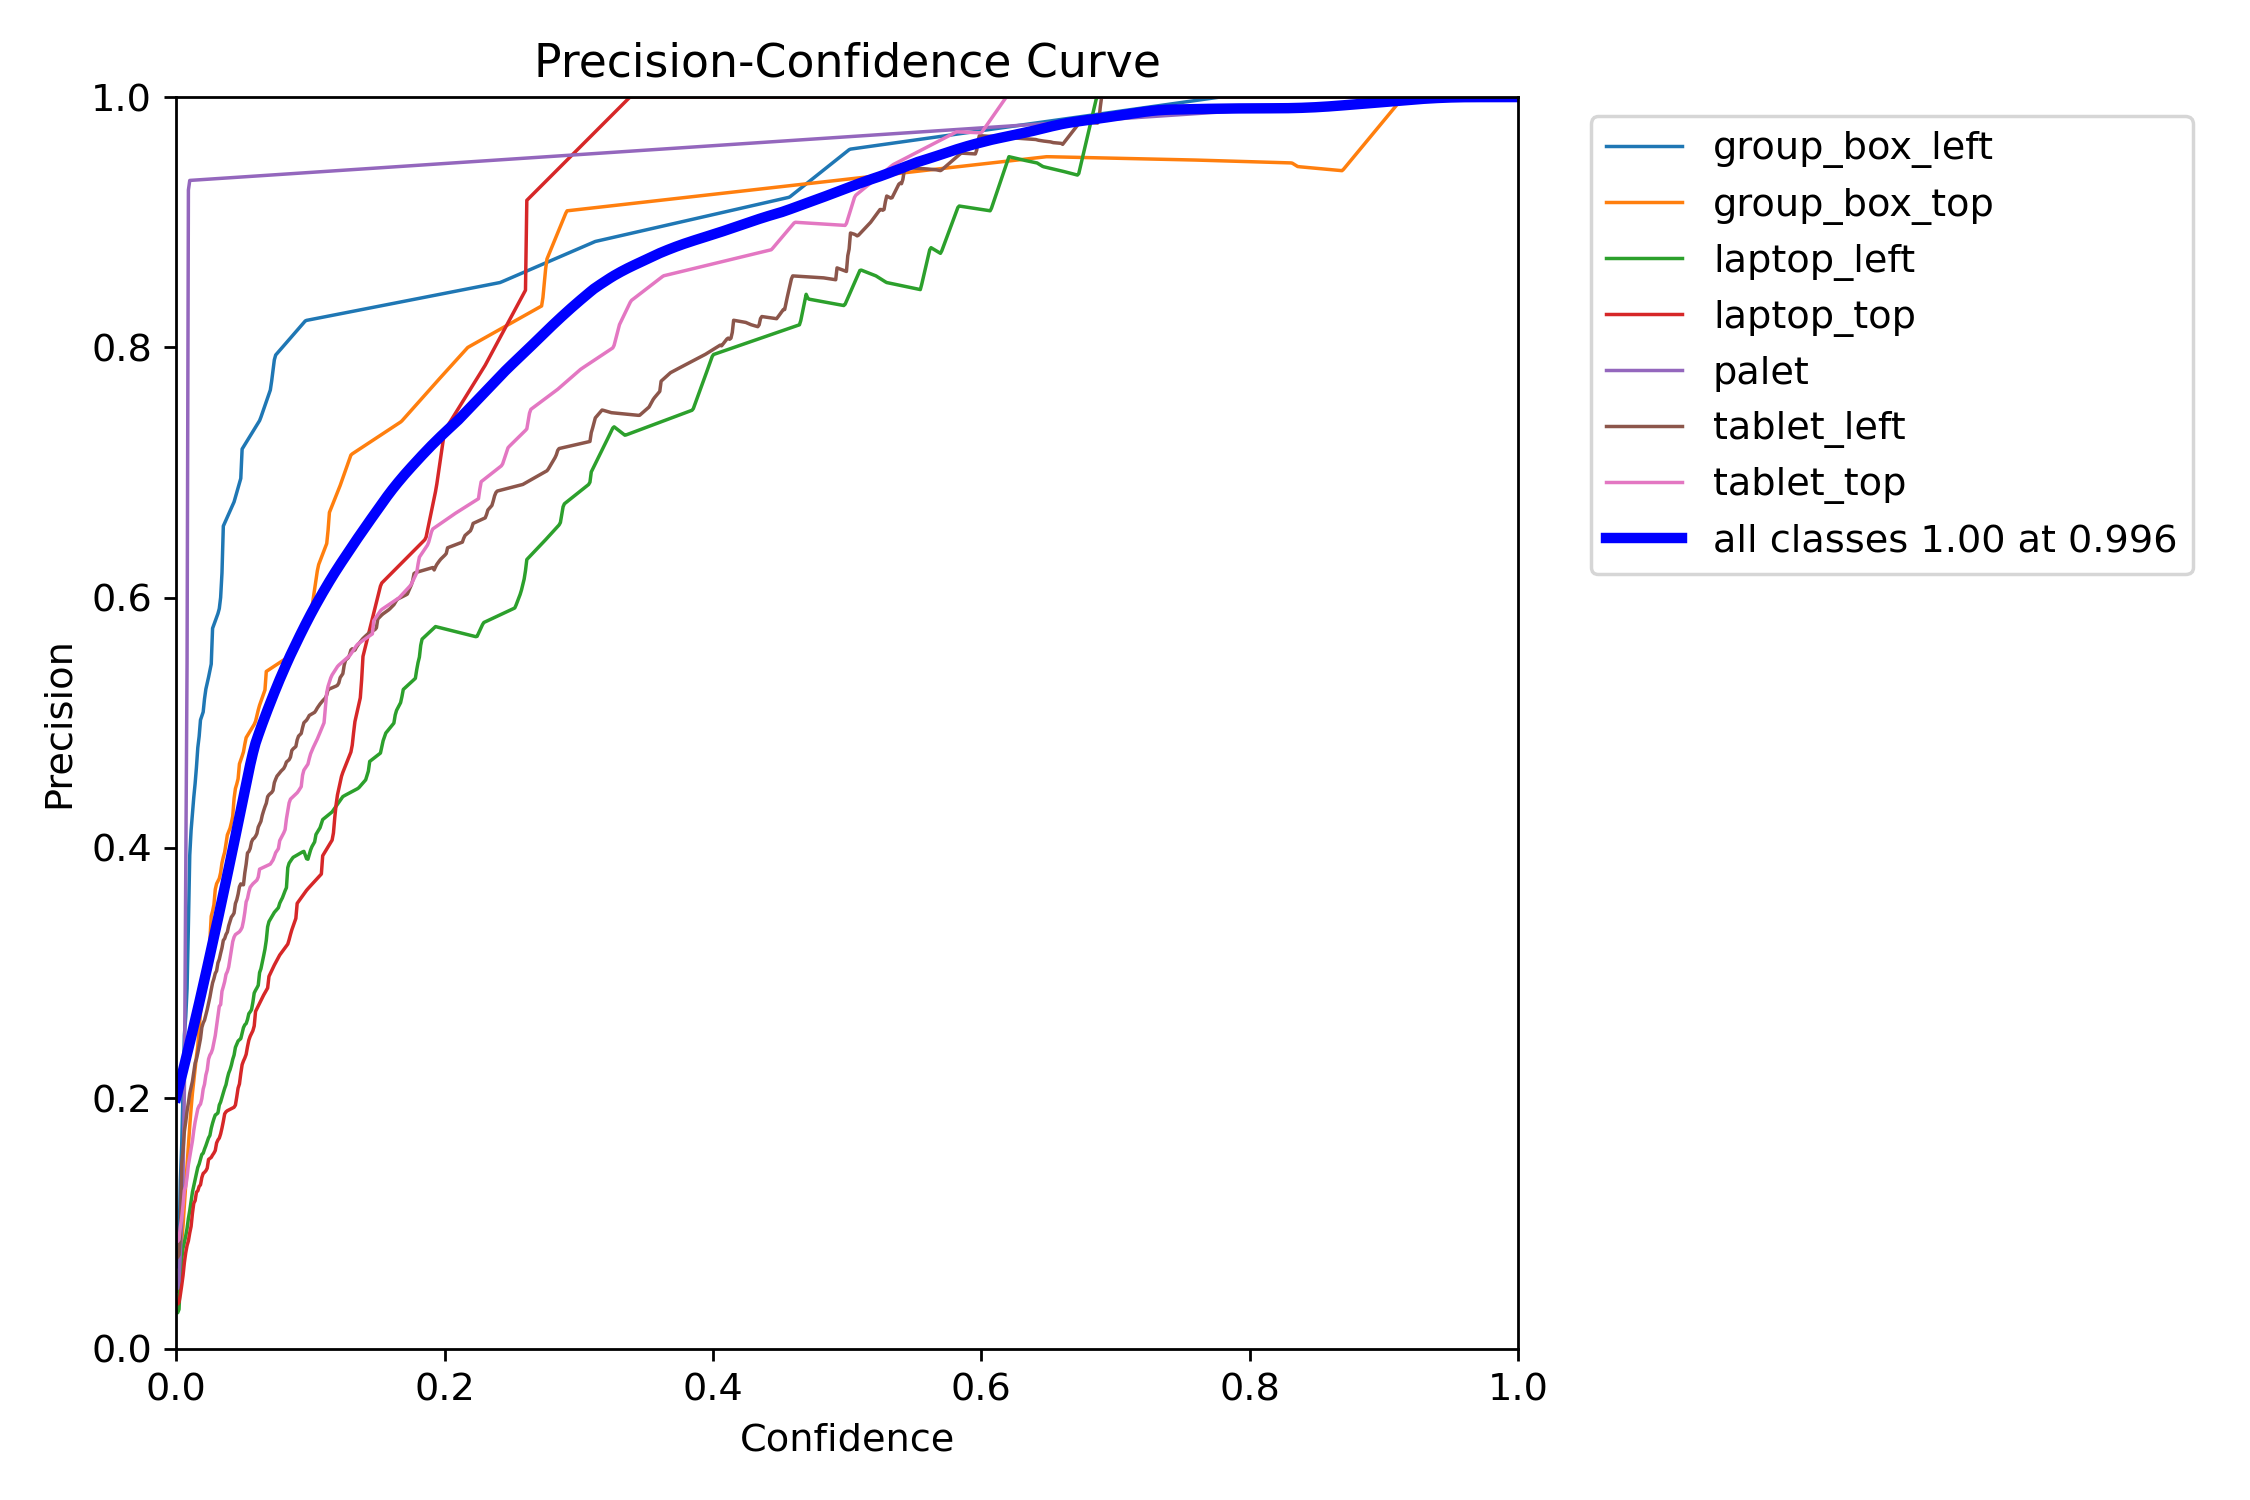 Precision-Confidence Curve
1.0
0.8
0.6
0.4
0.2
0.0
Precision
0.0 0.2 0.4 0.6 0.8 1.0
Confidence
group_box_left
group_box_top
laptop_left
laptop_top
palet
tablet_left
tablet_top
all classes 1.00 at 0.996